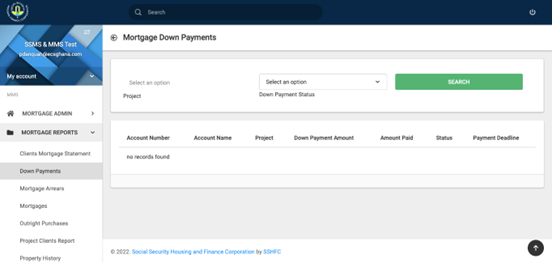 Search
SSMS & MMS Test
pdanquah@ecsghana.com
My account
MMS
MORTGAGE ADMIN
MORTGAGE REPORTS
Clients Mortgage Statement
Down Payments
Mortgage Arrears
Mortgages
Outright Purchases
Project Clients Report
Property History
Mortgage Down Payments
Select an option
Project
Select an option
Down Payment Status
SEARCH
Account Number Account Name Project Down Payment Amount Amount Paid Status Payment Deadline
no records found
© 2022. Social Security Housing and Finance Corporation by SSHFC